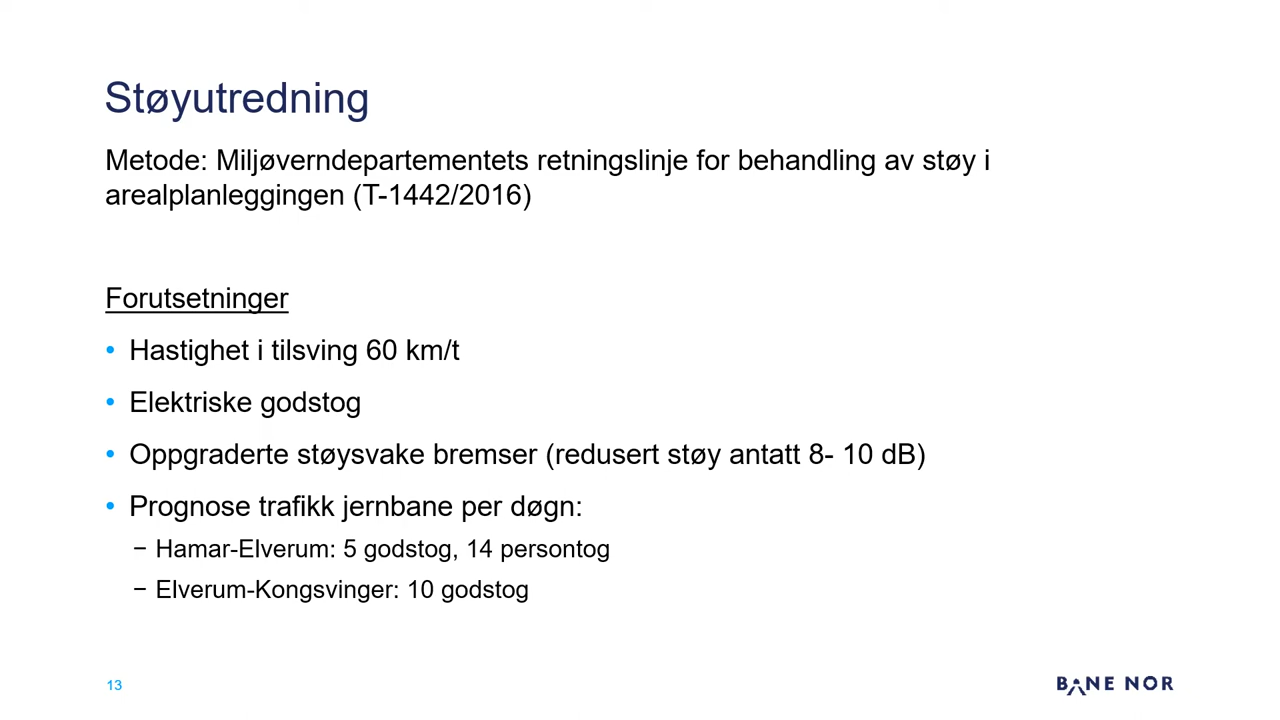 Støyutredning
Metode: Miljøverndepartementets retningslinje for behandling av støy i
arealplanleggingen (T-1442/2016)
Forutsetninger
• Hastighet i tilsving 60 km/t
• Elektriske godstog
• Oppgraderte støysvake bremser (redusert støy antatt 8- 10 dB)
• Prognose trafikk jernbane per døgn:
− Hamar-Elverum: 5 godstog, 14 persontog
− Elverum-Kongsvinger: 10 godstog
13
BANE NOR